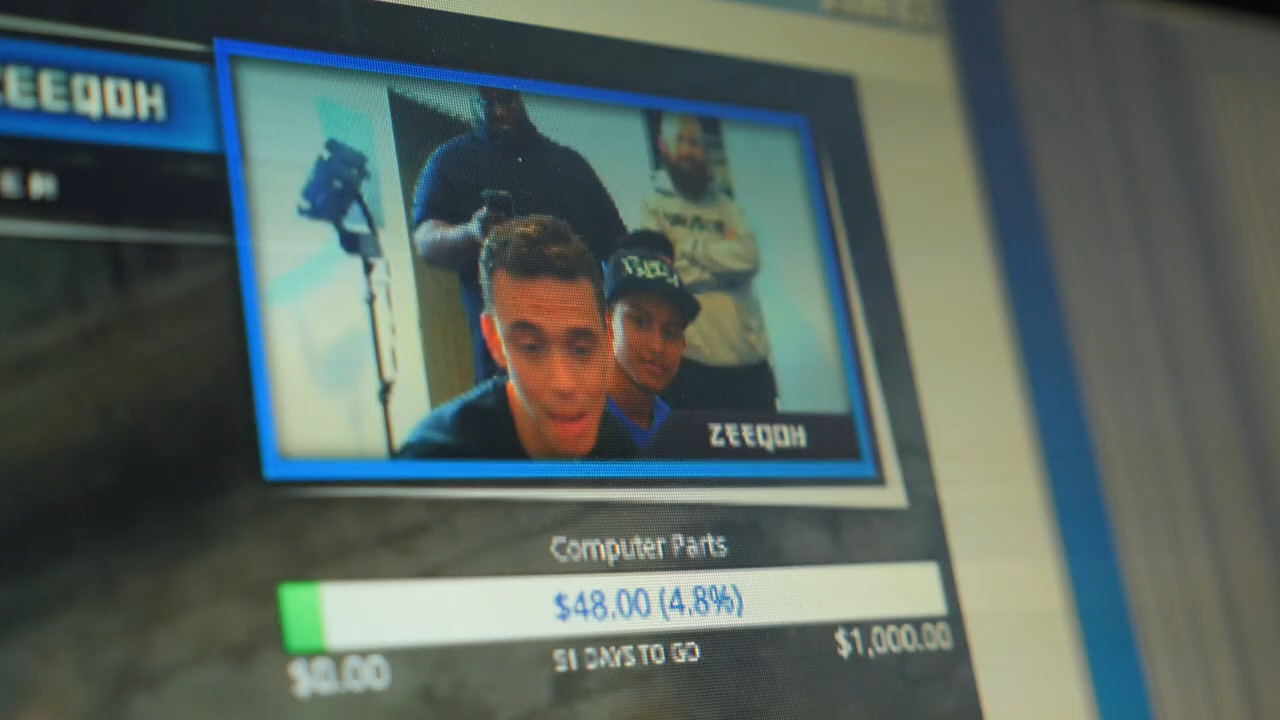 ZEEQOH
ZEEQOH
Computer Parts
$48.00 (4.8%)
$0.00
51 DAYS TO GO
$1,000.00